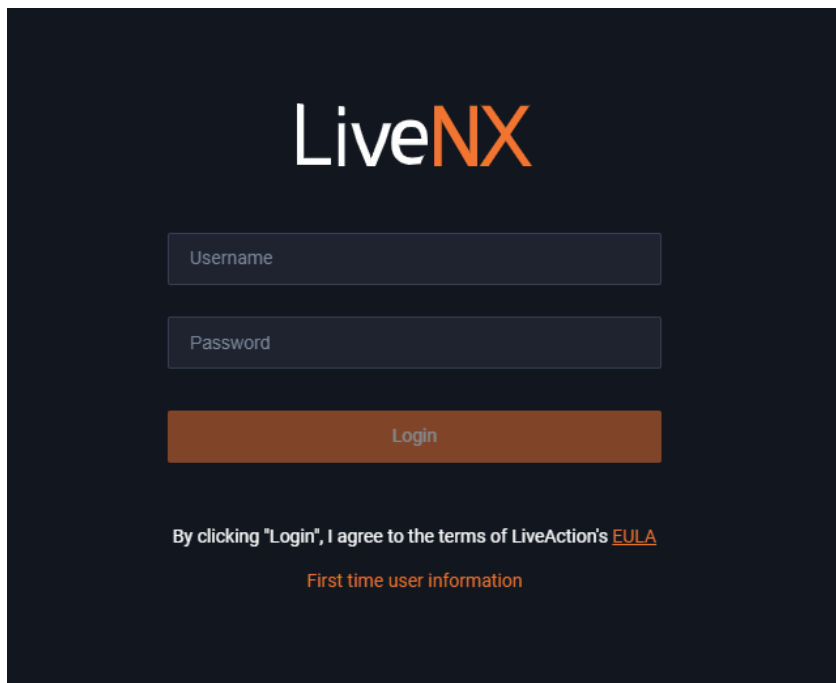 LiveNX
Username
Password
Login
By clicking "Login", I agree to the terms of LiveAction's EULA
First time user information